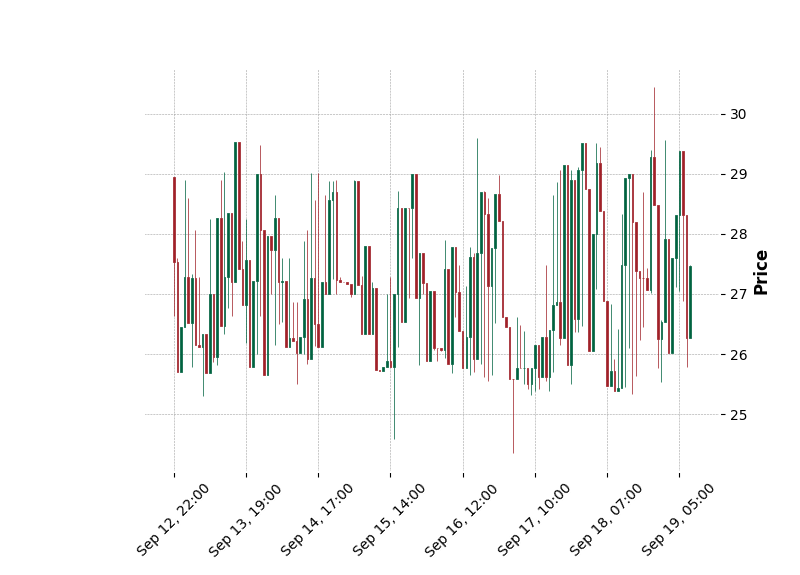 30
29
28
27
26
25
Price
Sep 12, 22:00
Sep 13, 19:00
Sep 14, 17:00
Sep 15, 14:00
Sep 16, 12:00
Sep 17, 10:00
Sep 18, 07:00
Sep 19, 05:00